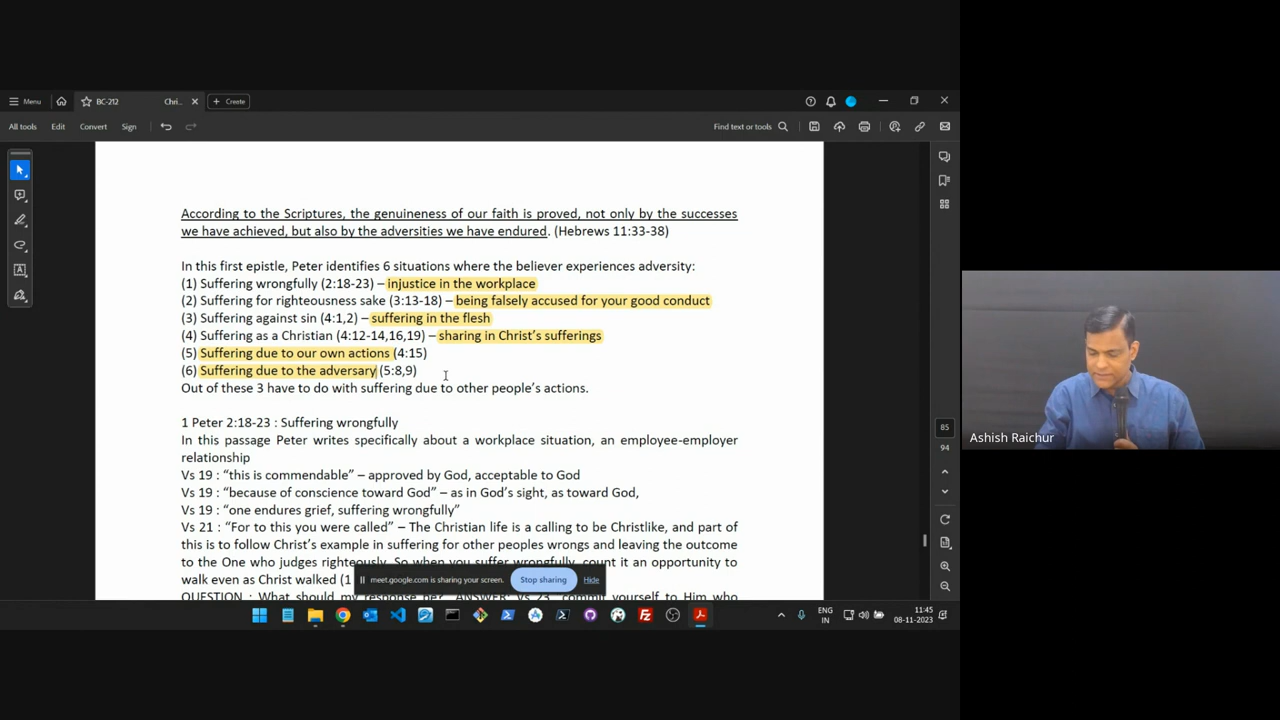 Menu
BC-212
Chri...
Create
All tools
Edit
Convert
Sign
Find text or tools
According to the Scriptures, the genuineness of our faith is proved, not only by the successes
we have achieved, but also by the adversities we have endured. (Hebrews 11:33-38)
In this first epistle, Peter identifies 6 situations where the believer experiences adversity:
(1) Suffering wrongfully (2:18-23) – injustice in the workplace
(2) Suffering for righteousness sake (3:13-18) – being falsely accused for your good conduct
(3) Suffering against sin (4:1,2) – suffering in the flesh
(4) Suffering as a Christian (4:12-14,16,19) – sharing in Christ's sufferings
(5) Suffering due to our own actions (4:15)
(6) Suffering due to the adversary (5:8,9)
Out of these 3 have to do with suffering due to other people's actions.
1 Peter 2:18-23 : Suffering wrongfully
In this passage Peter writes specifically about a workplace situation, an employee-employer
relationship
Vs 19 : “this is commendable” – approved by God, acceptable to God
Vs 19 : “because of conscience toward God” – as in God's sight, as toward God,
Vs 19 : “one endures grief, suffering wrongfully”
Vs 21 : “For to this you were called” – The Christian life is a calling to be Christlike, and part of
this is to follow Christ's example in suffering for other peoples wrongs and leaving the outcome
to the One who judges righteously. So when you suffer wrongfully, count it an opportunity to
walk even as Christ walked (1
QUESTION : What should my response be? ANSWER: Vs 23, commit yourself to Him who
meet.google.com is sharing your screen.
Stop sharing
Hide
85
94
ENG
IN
11:45
08-11-2023
Ashish Raichur